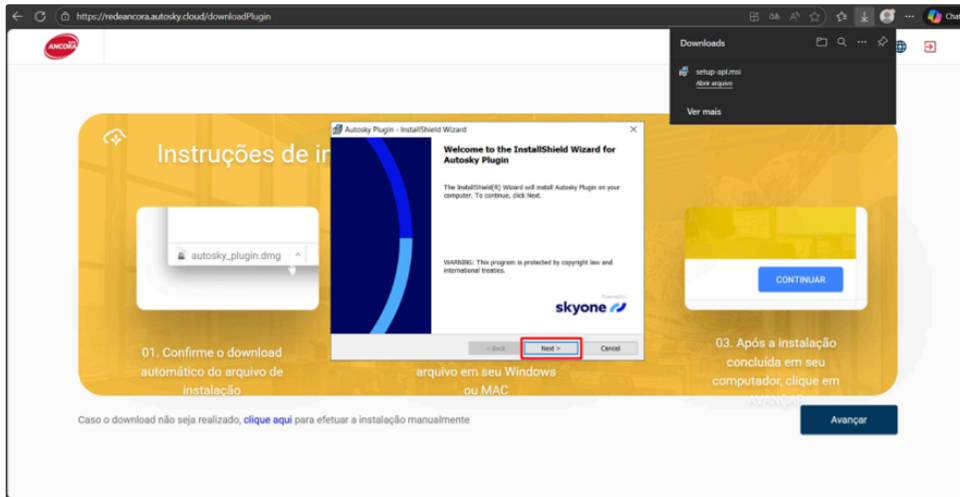 https://redeancora.autosky.cloud/downloadPlugin
Chat
ANCORA
Downloads
setup-apl.msi
Abrir arquivo
Ver mais
Autosky Plugin - InstallShield Wizard
Welcome to the InstallShield Wizard for
Autosky Plugin
The InstallShield(R) Wizard will install Autosky Plugin on your
computer. To continue, click Next.
WARNING: This program is protected by copyright law and
international treaties.
skyone
< Back
Next >
Cancel
Instruções de in
autosky_plugin.dmg
CONTINUAR
01. Confirme o download
automático do arquivo de
instalação
arquivo em seu Windows
ou MAC
03. Após a instalação
concluída em seu
computador, clique em
AVANÇAR
Caso o download não seja realizado, clique aqui para efetuar a instalação manualmente
Avançar